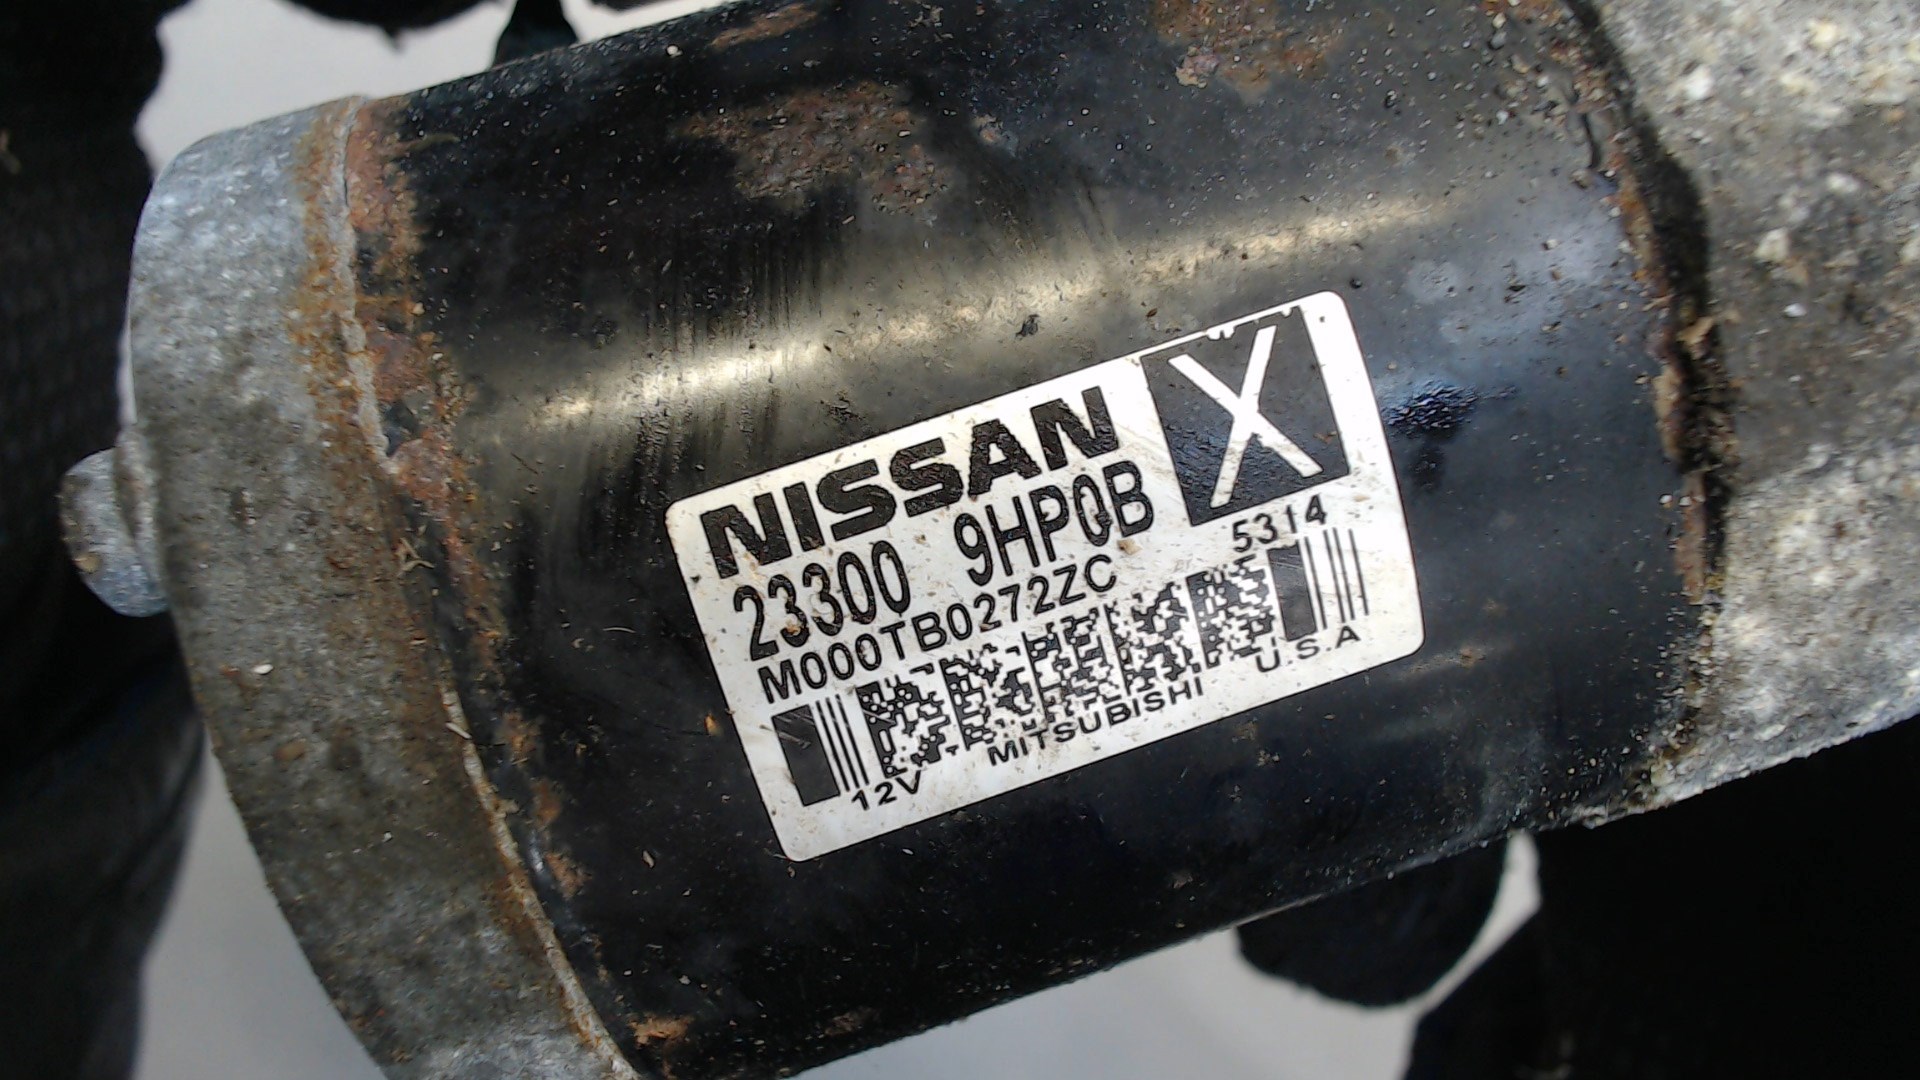 NISSAN X
23300 9HP0B
M000TB0272ZC 5314
12V MITSUBISHI U.S.A